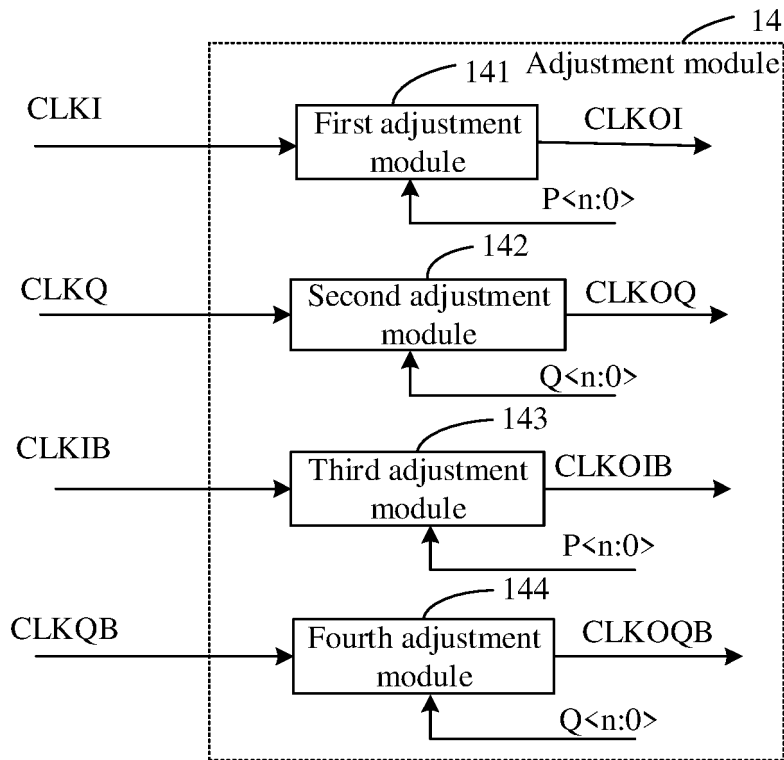 14
Adjustment module
141
CLKI
First adjustment
module
CLKOI
P<n:0>
142
CLKQ
Second adjustment
module
CLKOQ
Q<n:0>
143
CLKIB
Third adjustment
module
CLKOIB
P<n:0>
144
CLKQB
Fourth adjustment
module
CLKOQB
Q<n:0>